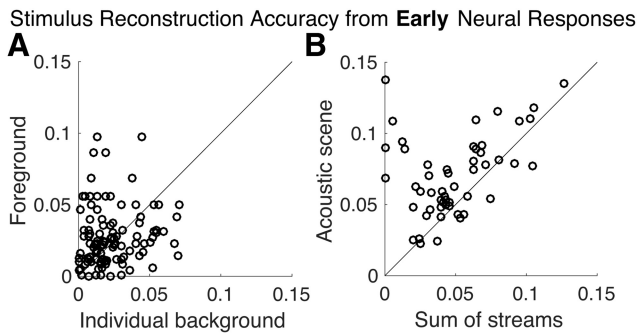 Stimulus Reconstruction Accuracy from Early Neural Responses
A
B
0.15
0.1
0.05
0
Foreground
0 0.05 0.1 0.15
Individual background
0.15
0.1
0.05
0
Acoustic scene
0 0.05 0.1 0.15
Sum of streams